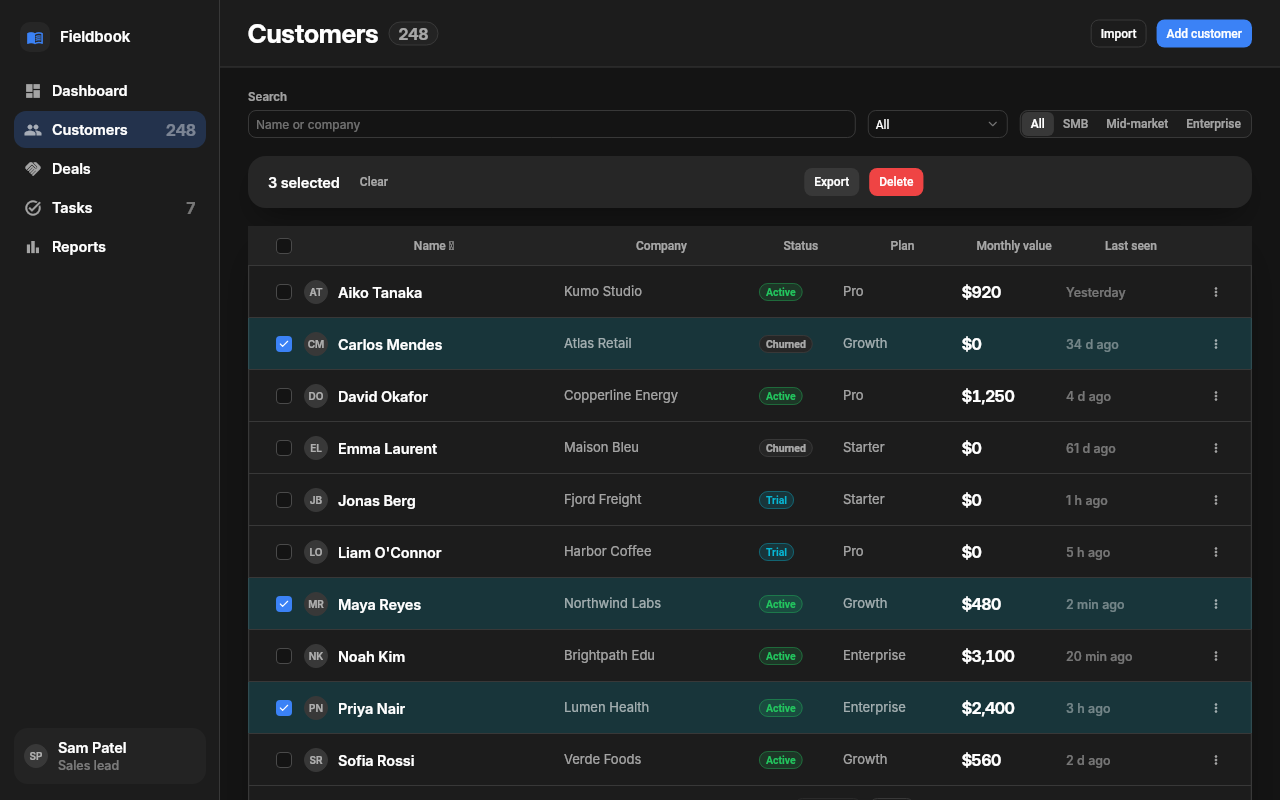 Fieldbook
Dashboard
Customers 248
Deals
Tasks 7
Reports
SP
Sam Patel
Sales lead
Customers 248
Import
Add customer
Search
Name or company
All
All SMB Mid-market Enterprise
3 selected Clear Export Delete
Name Company Status Plan Monthly value Last seen
AT Aiko Tanaka Kumo Studio Active Pro $920 Yesterday
CM Carlos Mendes Atlas Retail Churned Growth $0 34 d ago
DO David Okafor Copperline Energy Active Pro $1,250 4 d ago
EL Emma Laurent Maison Bleu Churned Starter $0 61 d ago
JB Jonas Berg Fjord Freight Trial Starter $0 1 h ago
LO Liam O'Connor Harbor Coffee Trial Pro $0 5 h ago
MR Maya Reyes Northwind Labs Active Growth $480 2 min ago
NK Noah Kim Brightpath Edu Active Enterprise $3,100 20 min ago
PN Priya Nair Lumen Health Active Enterprise $2,400 3 h ago
SR Sofia Rossi Verde Foods Active Growth $560 2 d ago